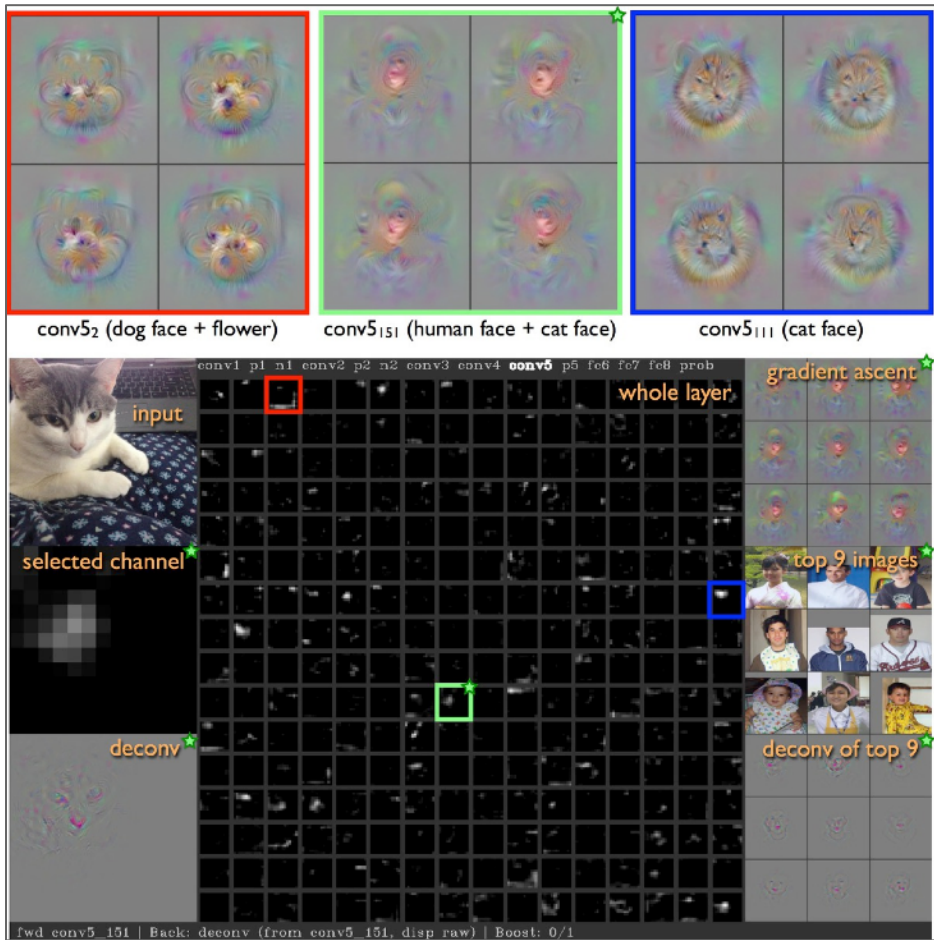 conv5₂ (dog face + flower)
conv5₁₅₁ (human face + cat face)
conv5₁₁₁ (cat face)
conv1 p1 n1 conv2 p2 n2 conv3 conv4 conv5 p5 fc6 fc7 fc8 prob
input
whole layer
gradient ascent
selected channel
top 9 images
deconv
deconv of top 9
fwd conv5_151 | Back: deconv (from conv5_151, disp raw) | Boost: 0/1